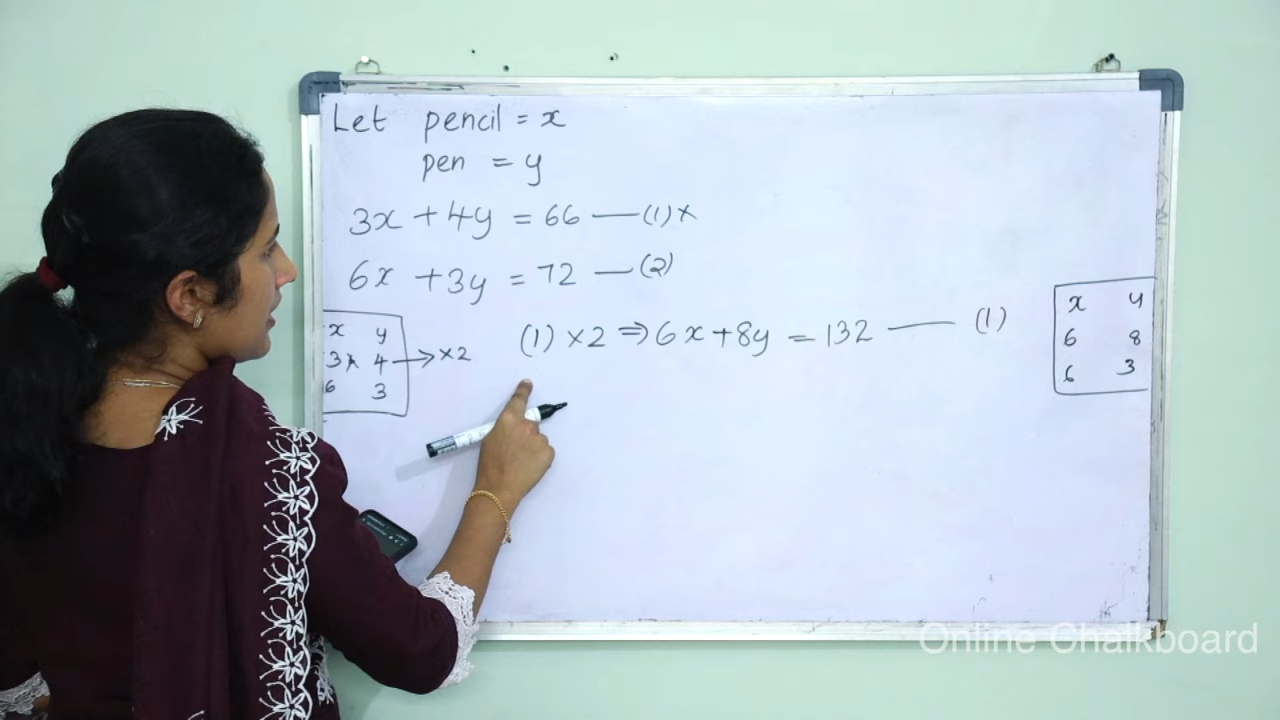 Let pencil = x
pen = y
3x + 4y = 66 — (1) x
6x + 3y = 72 — (2)
x y
3x 4 → ×2
6 3
(1) ×2 ⇒ 6x + 8y = 132 — (1)
x y
6 8
6 3
Online Chalkboard